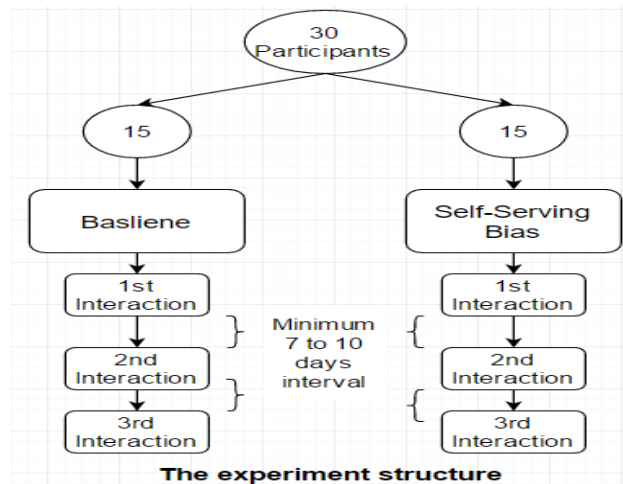 30
Participants
15
15
Basliene
Self-Serving
Bias
1st
Interaction
1st
Interaction
Minimum
7 to 10
days
interval
2nd
Interaction
2nd
Interaction
3rd
Interaction
3rd
Interaction
The experiment structure